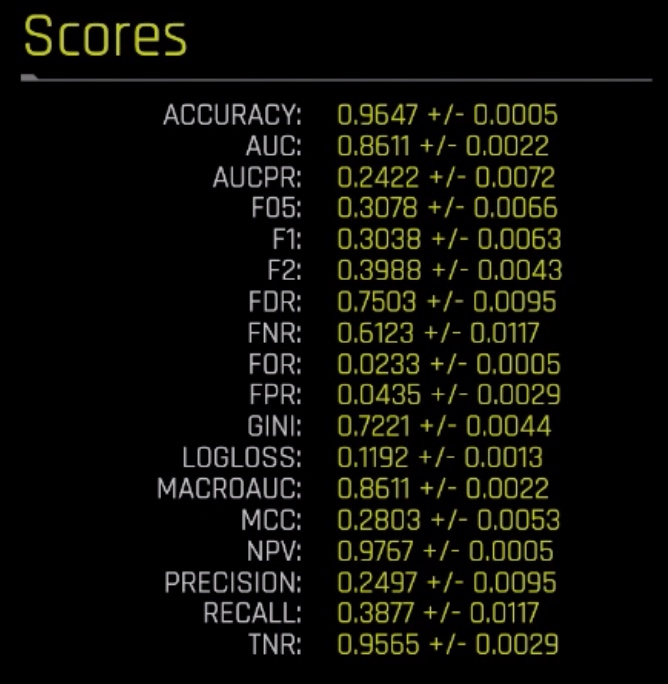 Scores
ACCURACY: 0.9647 +/- 0.0005
AUC: 0.8611 +/- 0.0022
AUCPR: 0.2422 +/- 0.0072
F05: 0.3078 +/- 0.0066
F1: 0.3038 +/- 0.0063
F2: 0.3988 +/- 0.0043
FDR: 0.7503 +/- 0.0095
FNR: 0.6123 +/- 0.0117
FOR: 0.0233 +/- 0.0005
FPR: 0.0435 +/- 0.0029
GINI: 0.7221 +/- 0.0044
LOGLOSS: 0.1192 +/- 0.0013
MACROAUC: 0.8611 +/- 0.0022
MCC: 0.2803 +/- 0.0053
NPV: 0.9767 +/- 0.0005
PRECISION: 0.2497 +/- 0.0095
RECALL: 0.3877 +/- 0.0117
TNR: 0.9565 +/- 0.0029